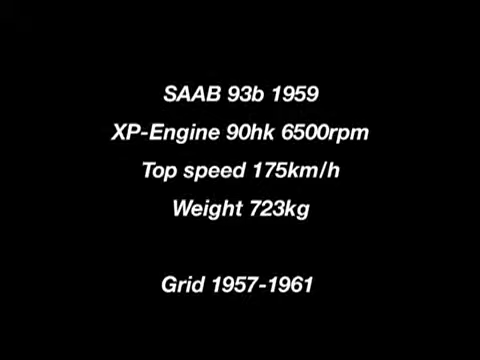 SAAB 93b 1959
XP-Engine 90hk 6500rpm
Top speed 175km/h
Weight 723kg
Grid 1957-1961